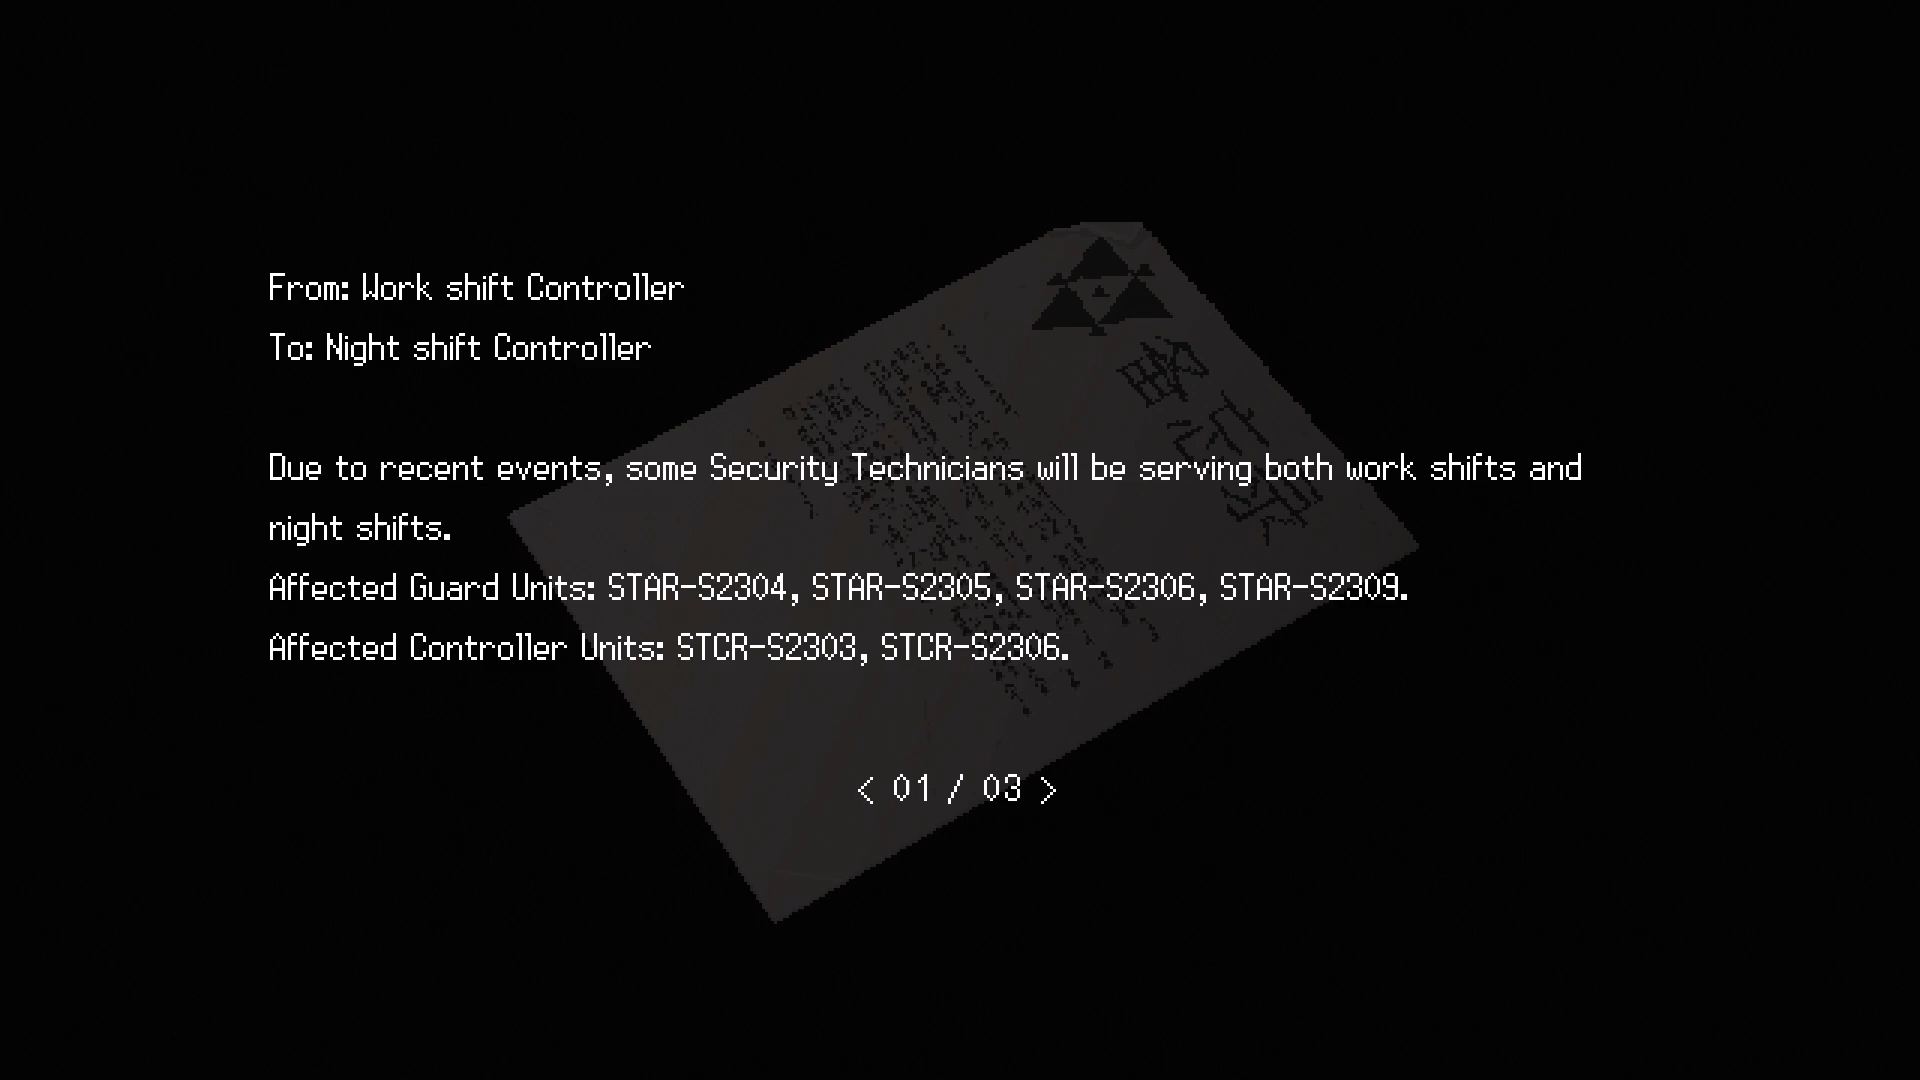 From: Work shift Controller
To: Night shift Controller
Due to recent events, some Security Technicians will be serving both work shifts and
night shifts.
Affected Guard Units: STAR-S2304, STAR-S2305, STAR-S2306, STAR-S2309.
Affected Controller Units: STCR-S2303, STCR-S2306.
< 01 / 03 >